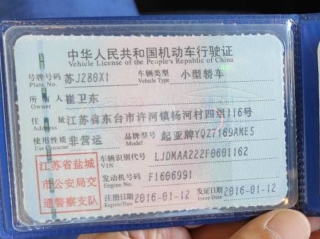 中华人民共和国机动车行驶证
Vehicle License of the People's Republic of China
号牌号码 苏JZ80X1 车辆类型 小型轿车
Plate No. Vehicle Type
所有人 崔卫东
Owner
住址 江苏省东台市许河镇杨河村四组116号
Address
使用性质 非营运 品牌型号 起亚牌YQZ7169AME5
Use Character Model
江苏省盐城市公安局交通警察支队
车辆识别代号 LJDMAA222F0691162
VIN
发动机号码 F1606991
Engine No.
注册日期 2016-01-12 发证日期 2016-01-12
Register Date Issue Date